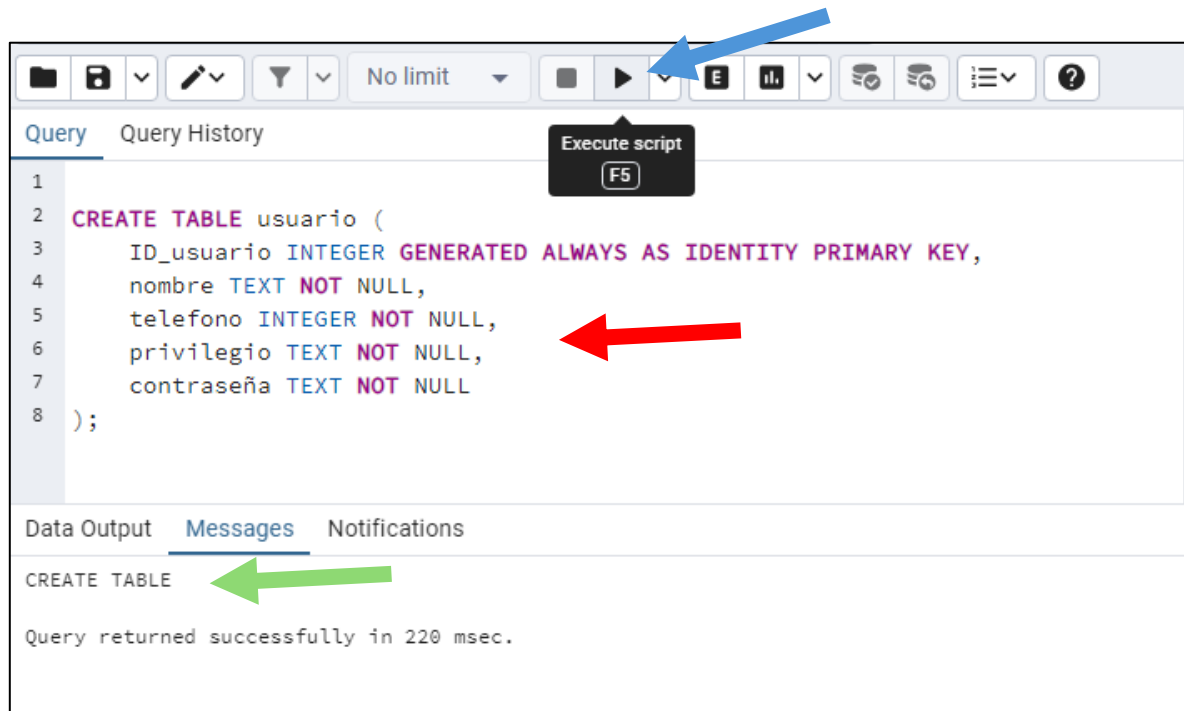 No limit
E
Query Query History
Execute script
F5
1
2 CREATE TABLE usuario (
3 ID_usuario INTEGER GENERATED ALWAYS AS IDENTITY PRIMARY KEY,
4 nombre TEXT NOT NULL,
5 telefono INTEGER NOT NULL,
6 privilegio TEXT NOT NULL,
7 contraseña TEXT NOT NULL
8 );
Data Output Messages Notifications
CREATE TABLE
Query returned successfully in 220 msec.